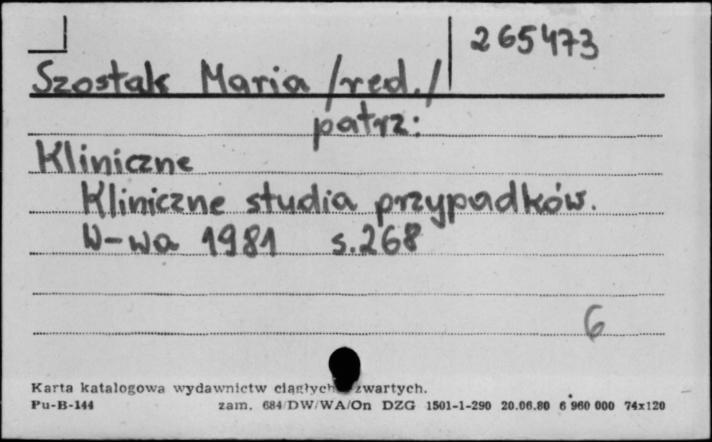 265473
Szostak Maria /red./
patrz:
Kliniczne
Kliniczne studia przypadków.
W-wa 1981 s.268
6
Karta katalogowa wydawnictw ciągłych zwartych.
Pu-B-144 zam. 684/DW/WA/On DZG 1501-1-290 20.06.80 6 960 000 74x120